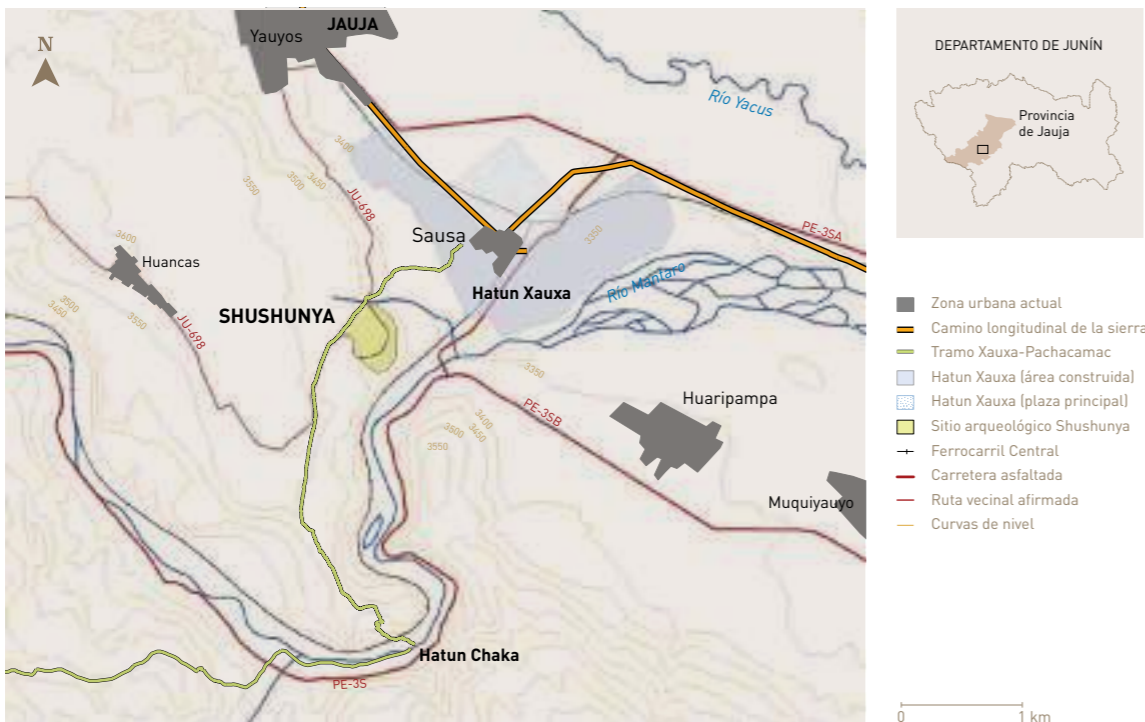 N
JAUJA
Yauyos
Río Yacus
3400
3550
3500
3450
JU-698
PE-3SA
Sausa
3350
3600
Huancas
Hatun Xauxa
Río Mantaro
3500
3450
3550
SHUSHUNYA
JU-698
3350
Huaripampa
PE-3SB
3400
3500
3450
3550
Muquiyauyo
Hatun Chaka
PE-3S
DEPARTAMENTO DE JUNÍN
Provincia
de Jauja
Zona urbana actual
Camino longitudinal de la sierra
Tramo Xauxa-Pachacamac
Hatun Xauxa (área construida)
Hatun Xauxa (plaza principal)
Sitio arqueológico Shushunya
Ferrocarril Central
Carretera asfaltada
Ruta vecinal afirmada
Curvas de nivel
0 1 km